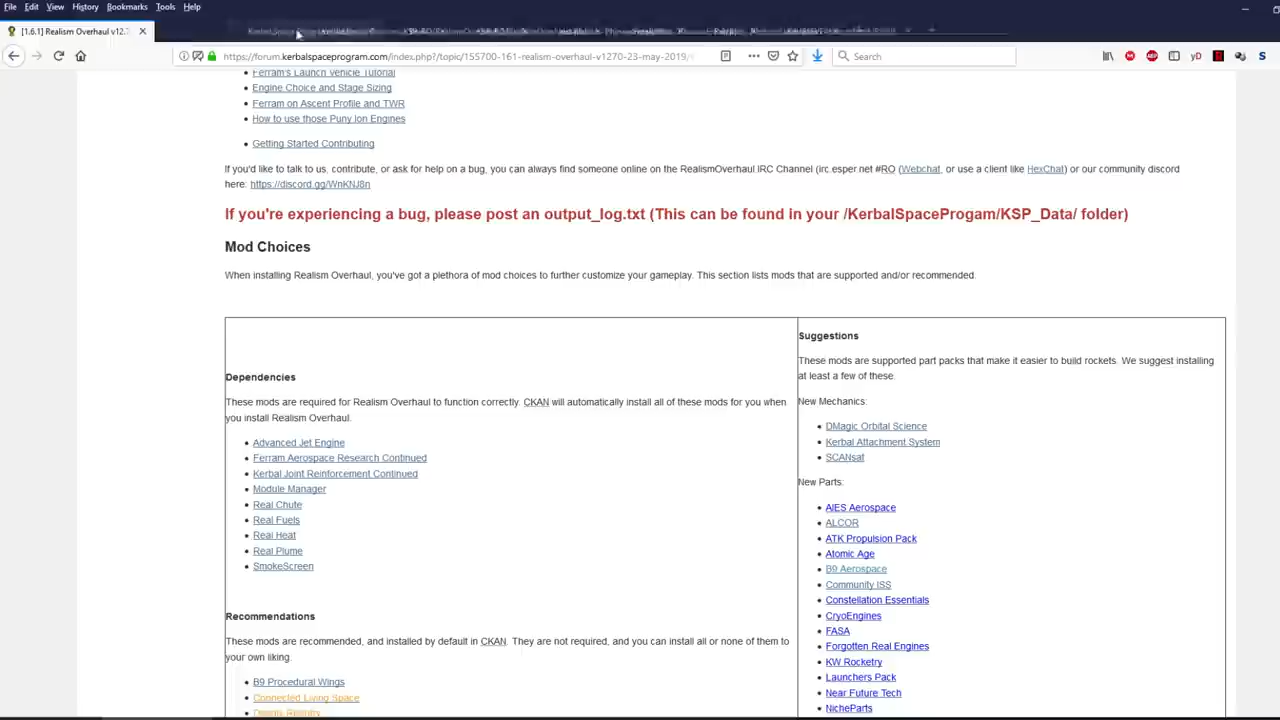 File Edit View History Bookmarks Tools Help
[1.6.1] Realism Overhaul v12.
https://forum.kerbalspaceprogram.com/index.php?/topic/155700-161-realism-overhaul-v1270-23-may-2019/
Search
Ferram's Launch Vehicle Tutorial
Engine Choice and Stage Sizing
Ferram on Ascent Profile and TWR
How to use those Puny Ion Engines
Getting Started Contributing
If you'd like to talk to us, contribute, or ask for help on a bug, you can always find someone online on the RealismOverhaul IRC Channel (irc.esper.net #RO (Webchat, or use a client like HexChat) or our community discord
here: https://discord.gg/WnKNJ8n
If you're experiencing a bug, please post an output_log.txt (This can be found in your /KerbalSpaceProgam/KSP_Data/ folder)
Mod Choices
When installing Realism Overhaul, you've got a plethora of mod choices to further customize your gameplay. This section lists mods that are supported and/or recommended.
Dependencies
These mods are required for Realism Overhaul to function correctly. CKAN will automatically install all of these mods for you when
you install Realism Overhaul.
Advanced Jet Engine
Ferram Aerospace Research Continued
Kerbal Joint Reinforcement Continued
Module Manager
Real Chute
Real Fuels
Real Heat
Real Plume
SmokeScreen
Recommendations
These mods are recommended, and installed by default in CKAN. They are not required, and you can install all or none of them to
your own liking.
B9 Procedural Wings
Connected Living Space
Suggestions
These mods are supported part packs that make it easier to build rockets. We suggest installing
at least a few of these.
New Mechanics:
DMagic Orbital Science
Kerbal Attachment System
SCANsat
New Parts:
AIES Aerospace
ALCOR
ATK Propulsion Pack
Atomic Age
B9 Aerospace
Community ISS
Constellation Essentials
CryoEngines
FASA
Forgotten Real Engines
KW Rocketry
Launchers Pack
Near Future Tech
NicheParts